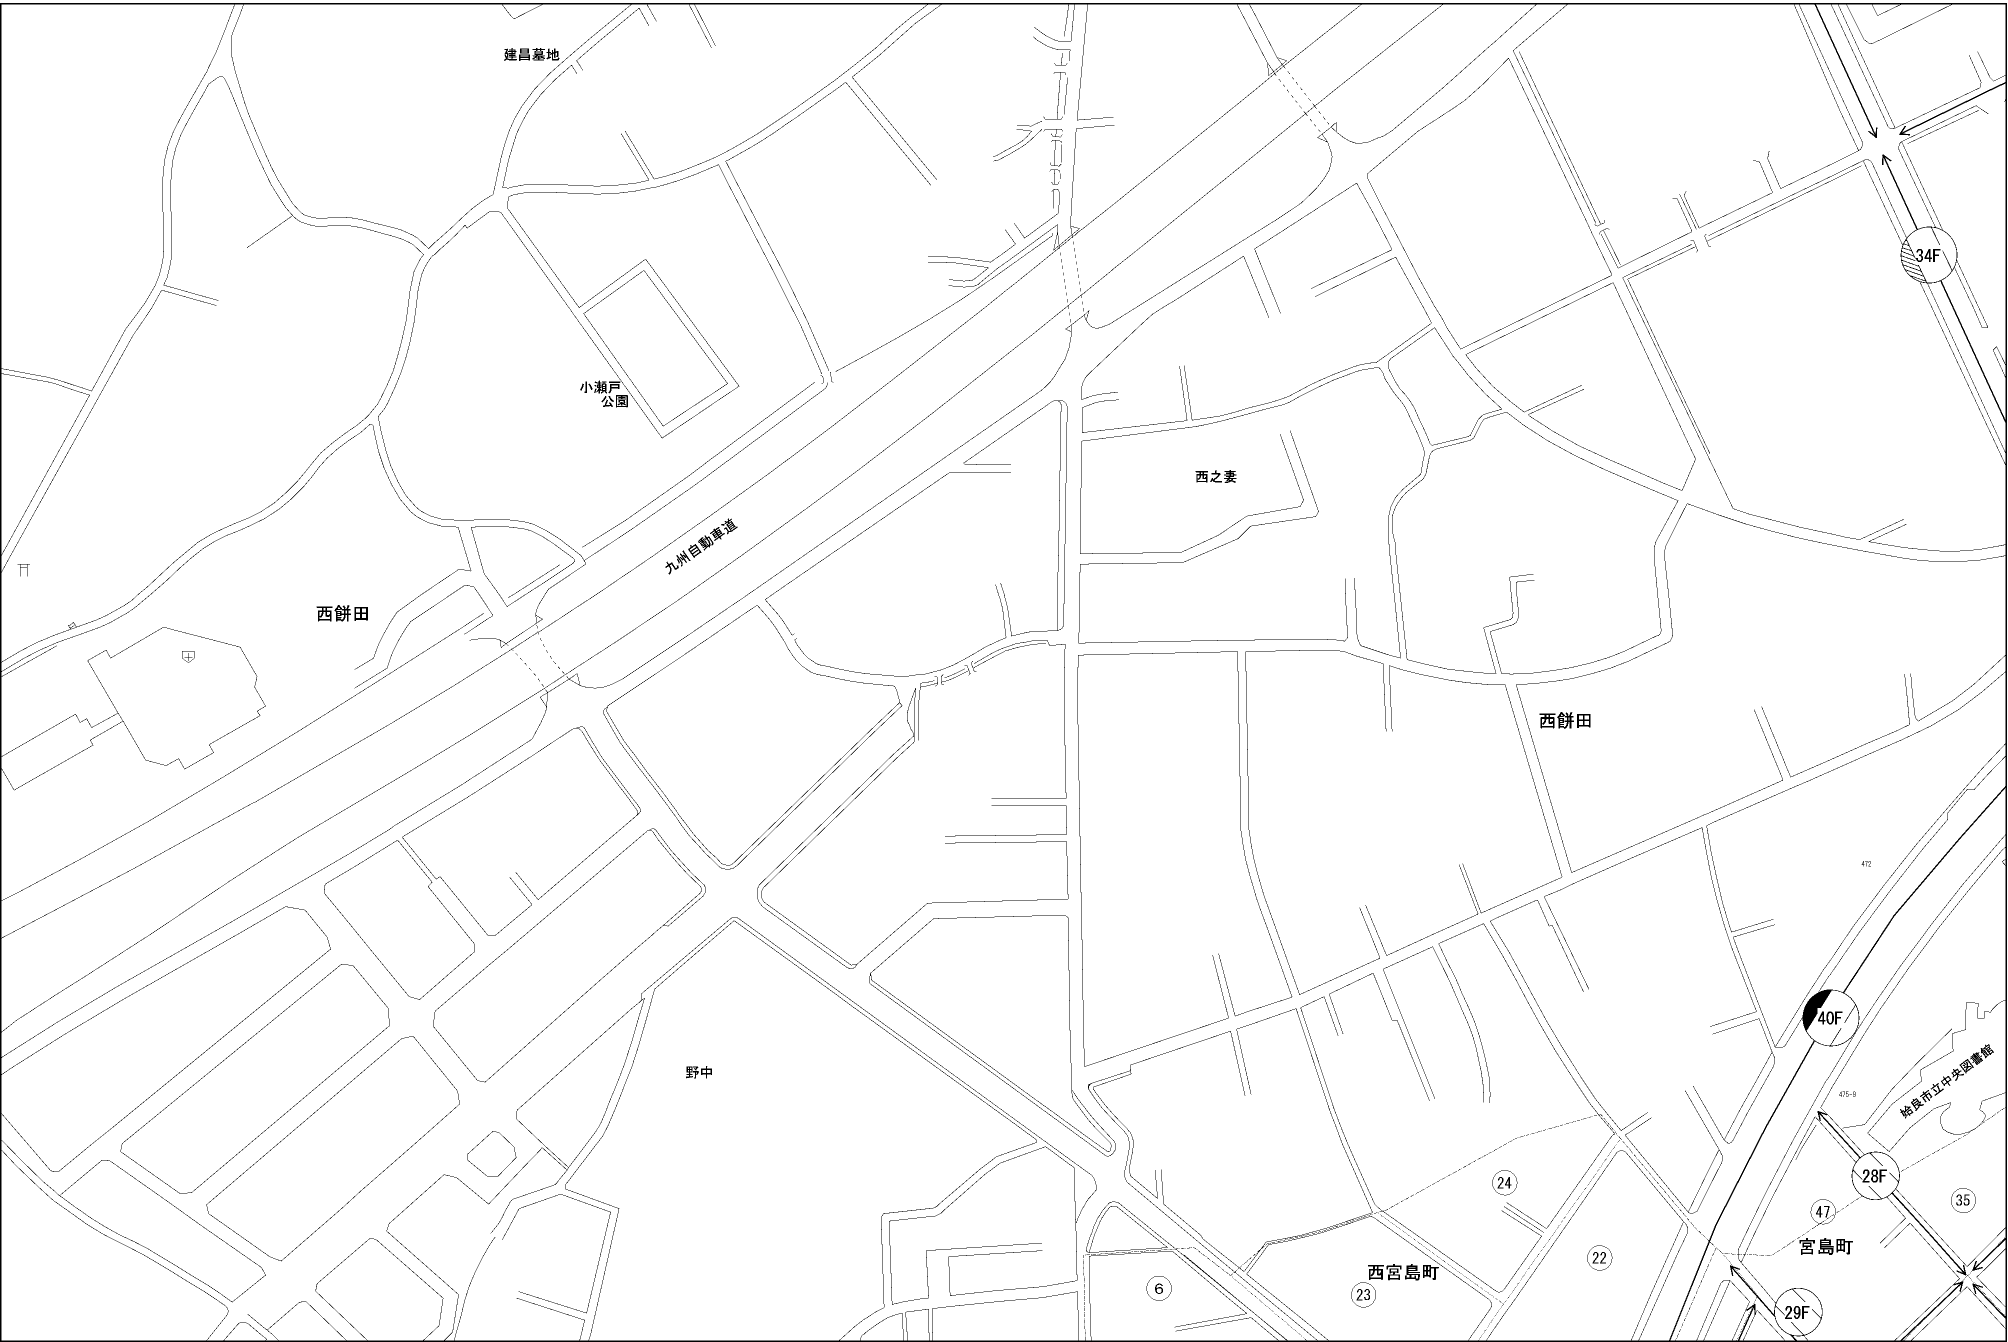 建昌墓地
34F
小瀬戸
公園
西之妻
九州自動車道
西餅田
西餅田
472
40F
野中
姶良市立中央図書館
475-9
28F
24
35
47
宮島町
22
西宮島町
6
23
29F